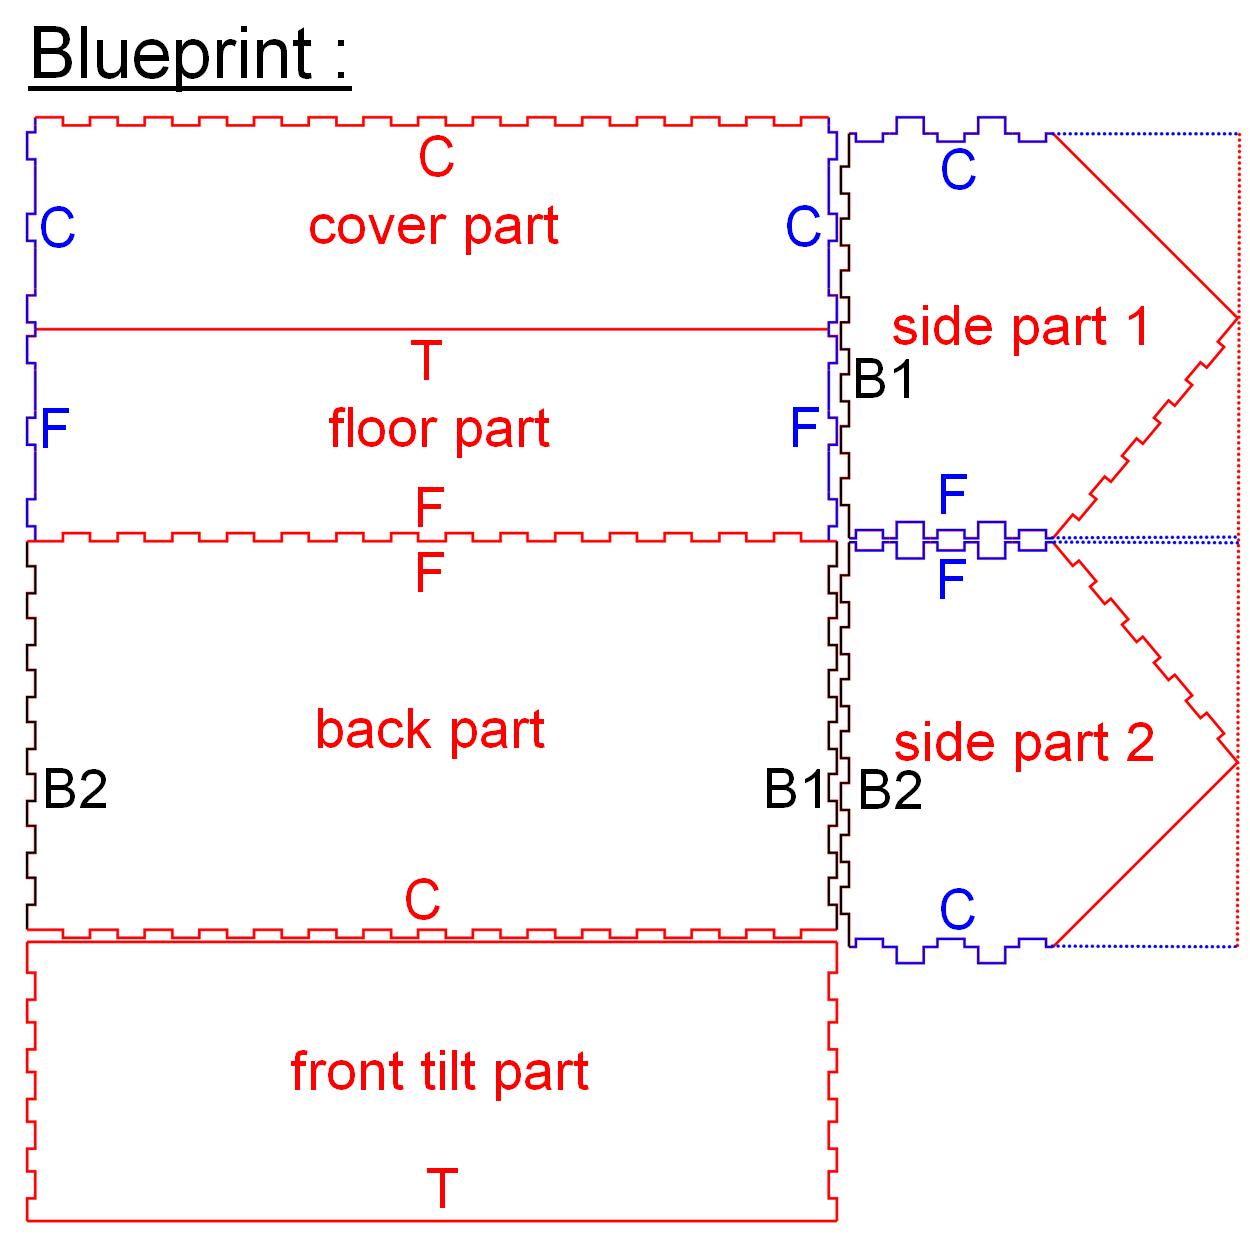 Blueprint :
C
C
cover part
C
C
side part 1
T
B1
F
floor part
F
F
F
F
F
back part
side part 2
B2
B1
B2
C
C
front tilt part
T